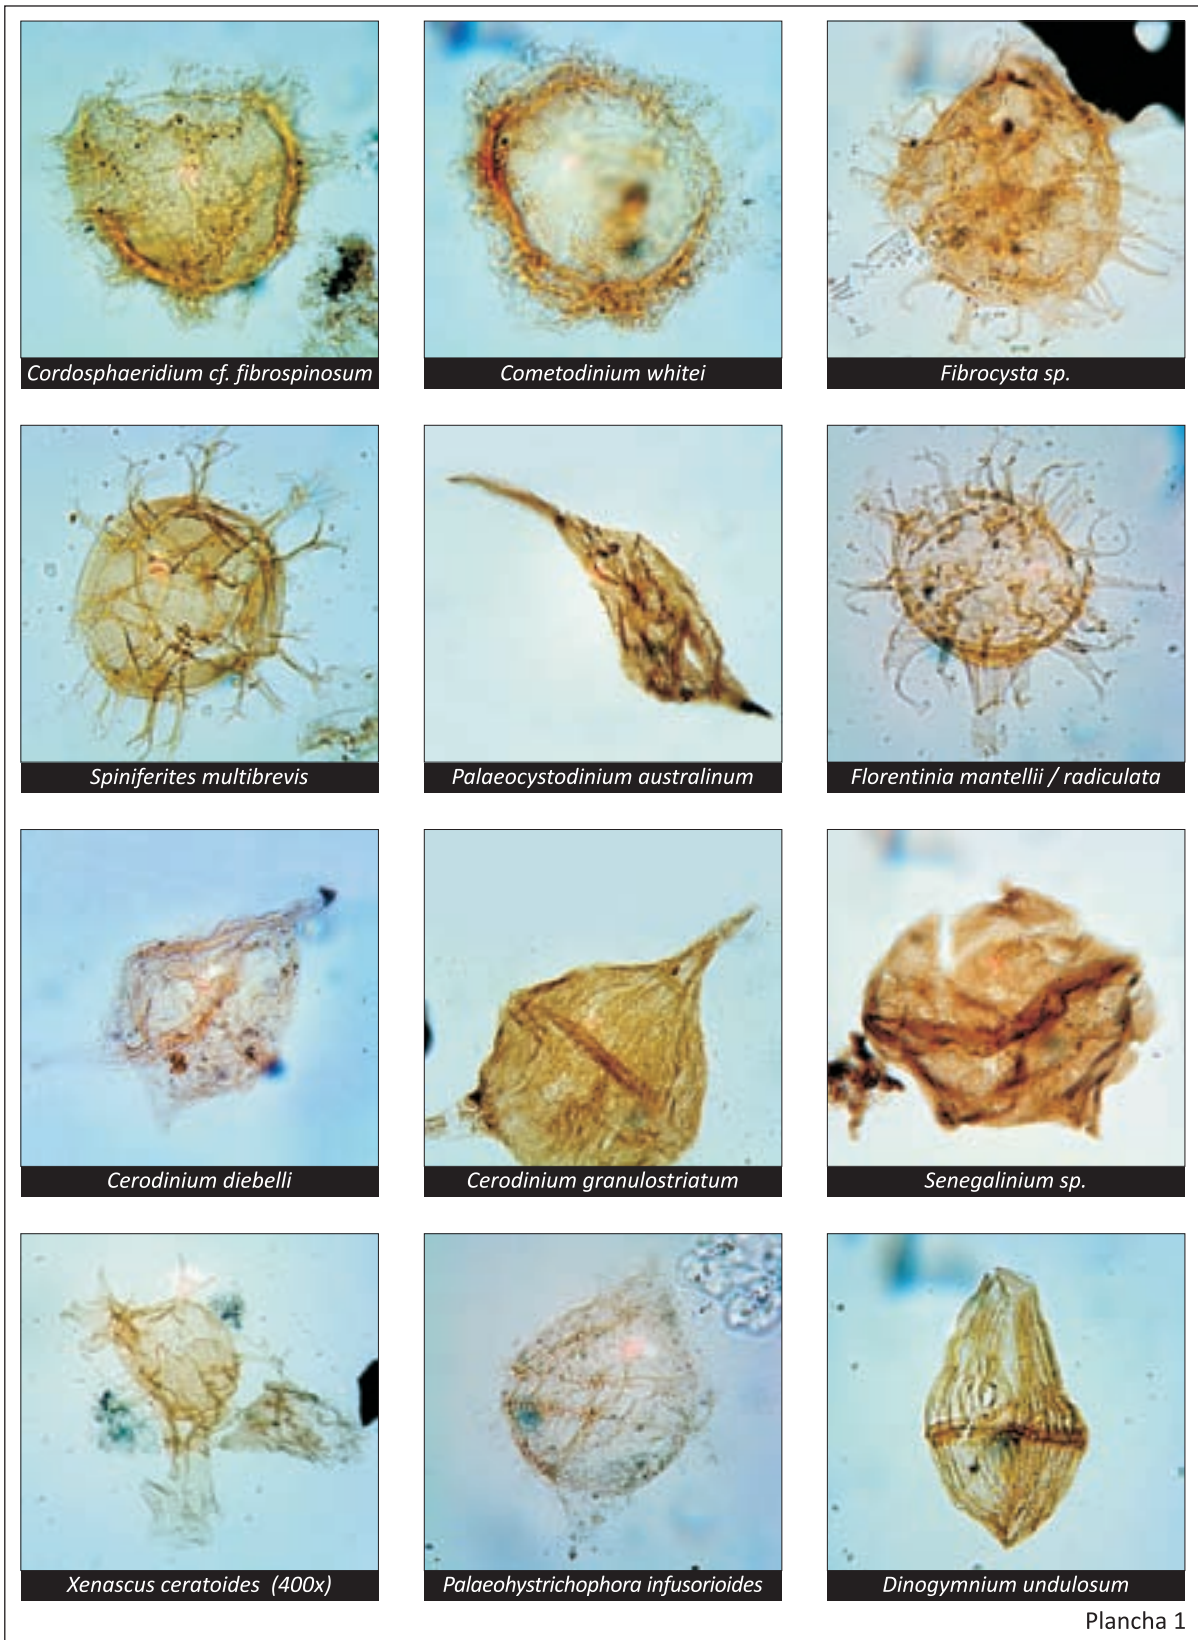 Cordosphaeridium cf. fibrospinosum
Cometodinium whitei
Fibrocysta sp.
Spiniferites multibrevis
Palaeocystodinium australinum
Florentinia mantellii / radiculata
Cerodinium diebelli
Cerodinium granulostriatum
Senegalinium sp.
Xenascus ceratoides (400x)
Palaeohystrichophora infusorioides
Dinogymnium undulosum
Plancha 1